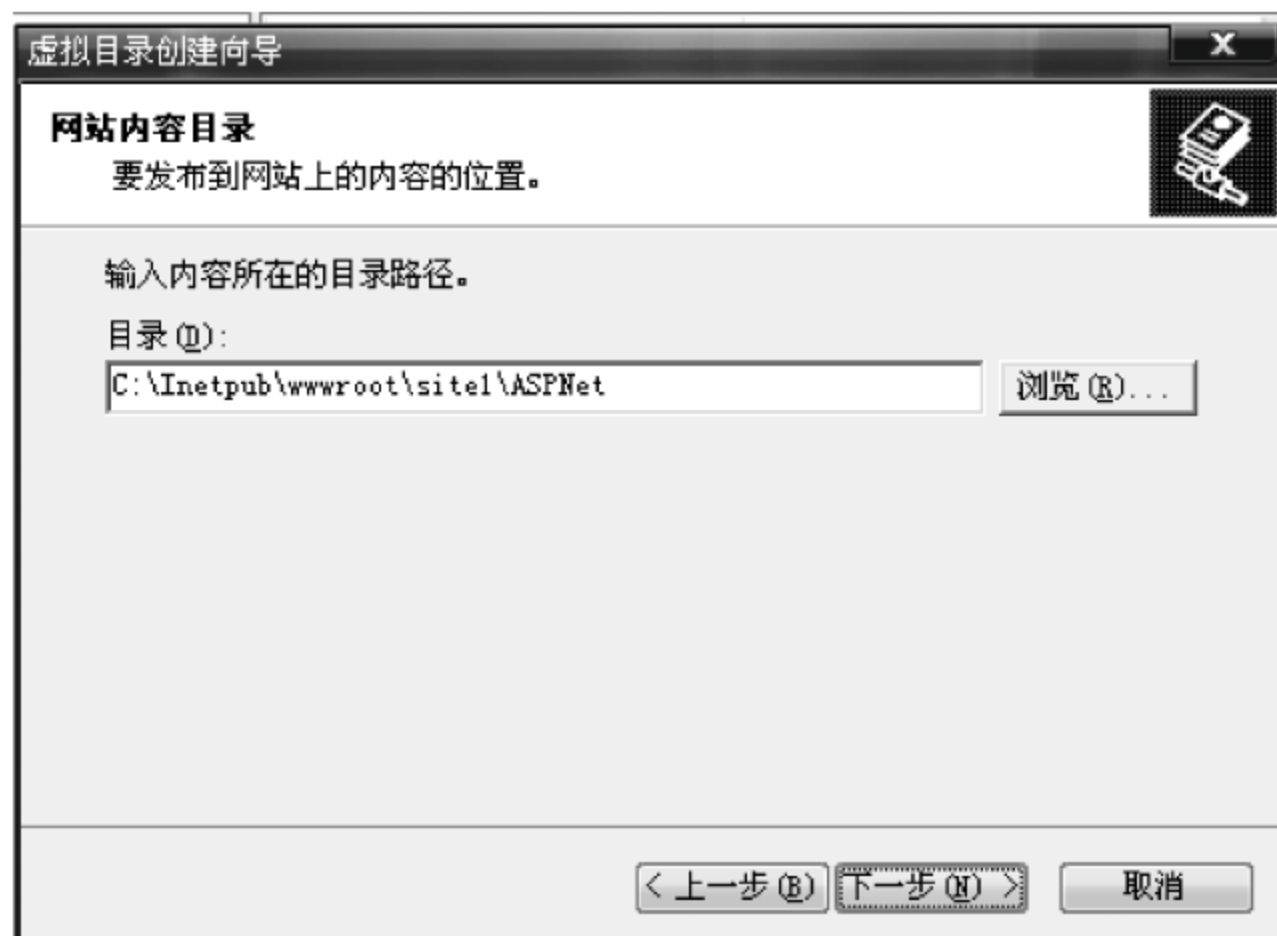 虚拟目录创建向导
网站内容目录
要发布到网站上的内容的位置。
输入内容所在的目录路径。
目录(D):
C:\Inetpub\wwwroot\site1\ASPNet 浏览(R)...
< 上一步(B) 下一步(N) > 取消